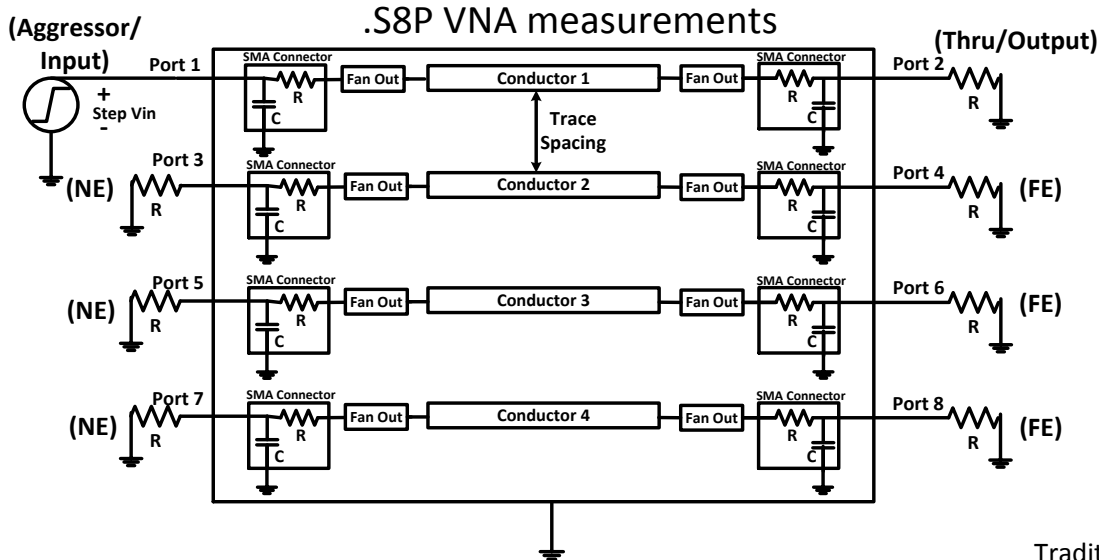 .S8P VNA measurements
(Aggressor/
Input)
(Thru/Output)
Port 1
SMA Connector
R
C
Fan Out
Conductor 1
Fan Out
SMA Connector
R
C
Port 2
R
+
Step Vin
-
Trace
Spacing
Port 3
(NE)
R
SMA Connector
R
C
Fan Out
Conductor 2
Fan Out
SMA Connector
R
C
Port 4
R
(FE)
Port 5
(NE)
R
SMA Connector
R
C
Fan Out
Conductor 3
Fan Out
SMA Connector
R
C
Port 6
R
(FE)
Port 7
(NE)
R
SMA Connector
R
C
Fan Out
Conductor 4
Fan Out
SMA Connector
R
C
Port 8
R
(FE)
Tradit